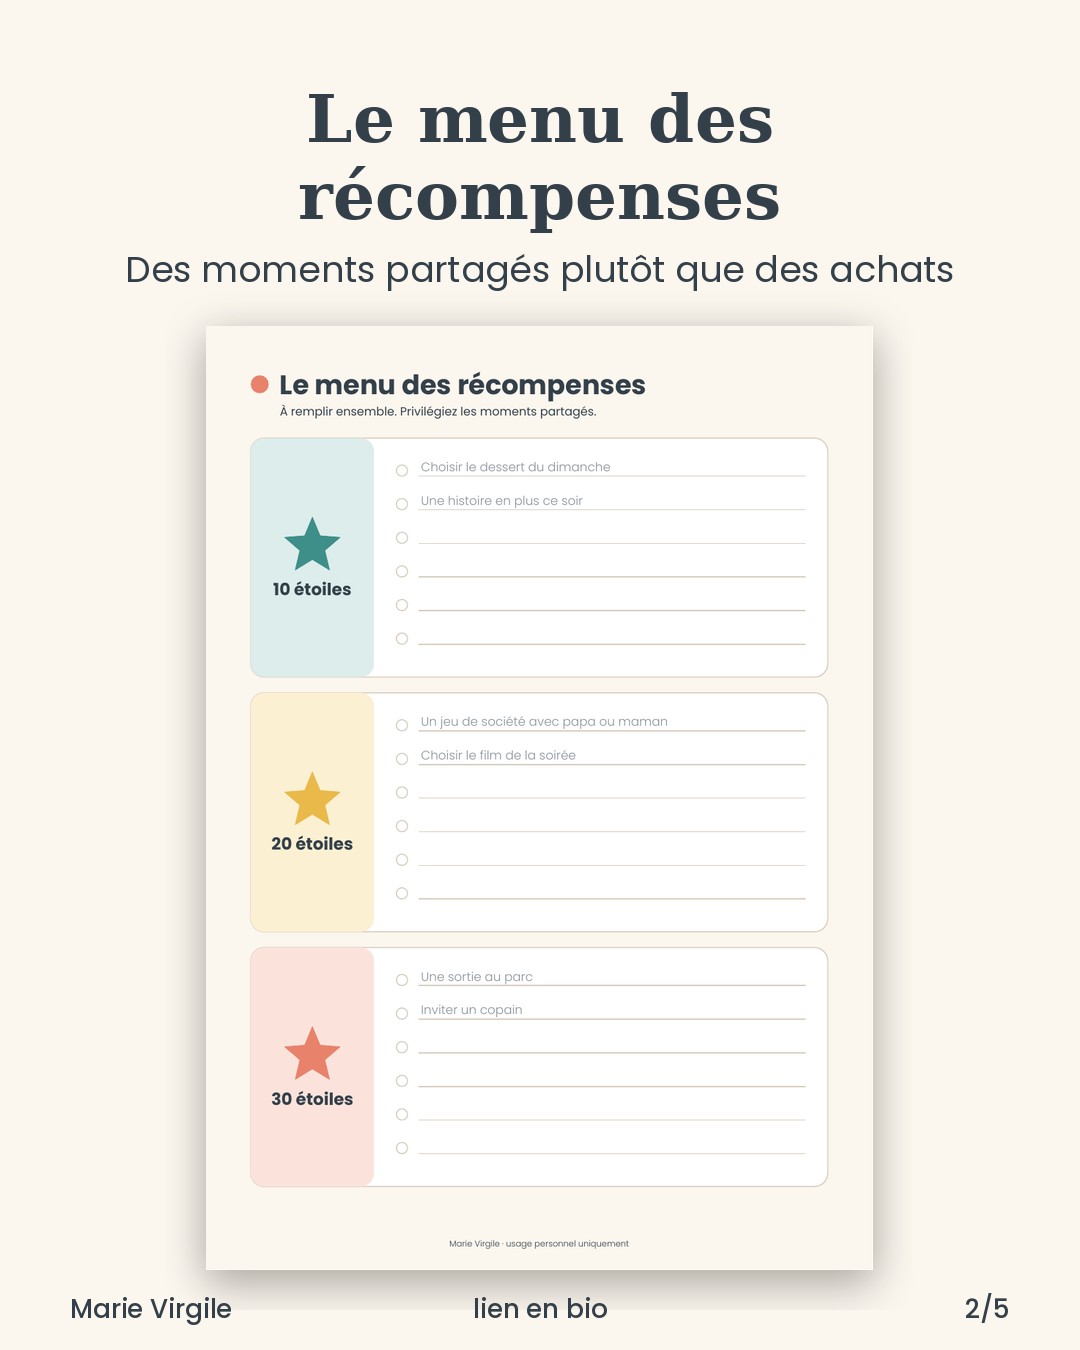 Le menu des
récompenses
Des moments partagés plutôt que des achats
Le menu des récompenses
À remplir ensemble. Privilégiez les moments partagés.
10 étoiles
Choisir le dessert du dimanche
Une histoire en plus ce soir
20 étoiles
Un jeu de société avec papa ou maman
Choisir le film de la soirée
30 étoiles
Une sortie au parc
Inviter un copain
Marie Virgile · usage personnel uniquement
Marie Virgile
lien en bio
2/5